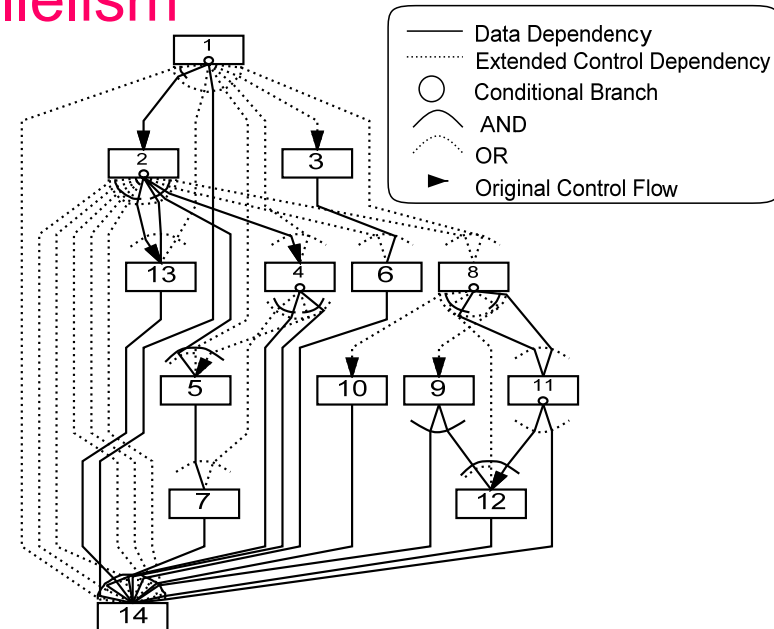 llelism
1
Data Dependency
Extended Control Dependency
Conditional Branch
AND
OR
Original Control Flow
2
3
13
4
6
8
5
10
9
11
7
12
14